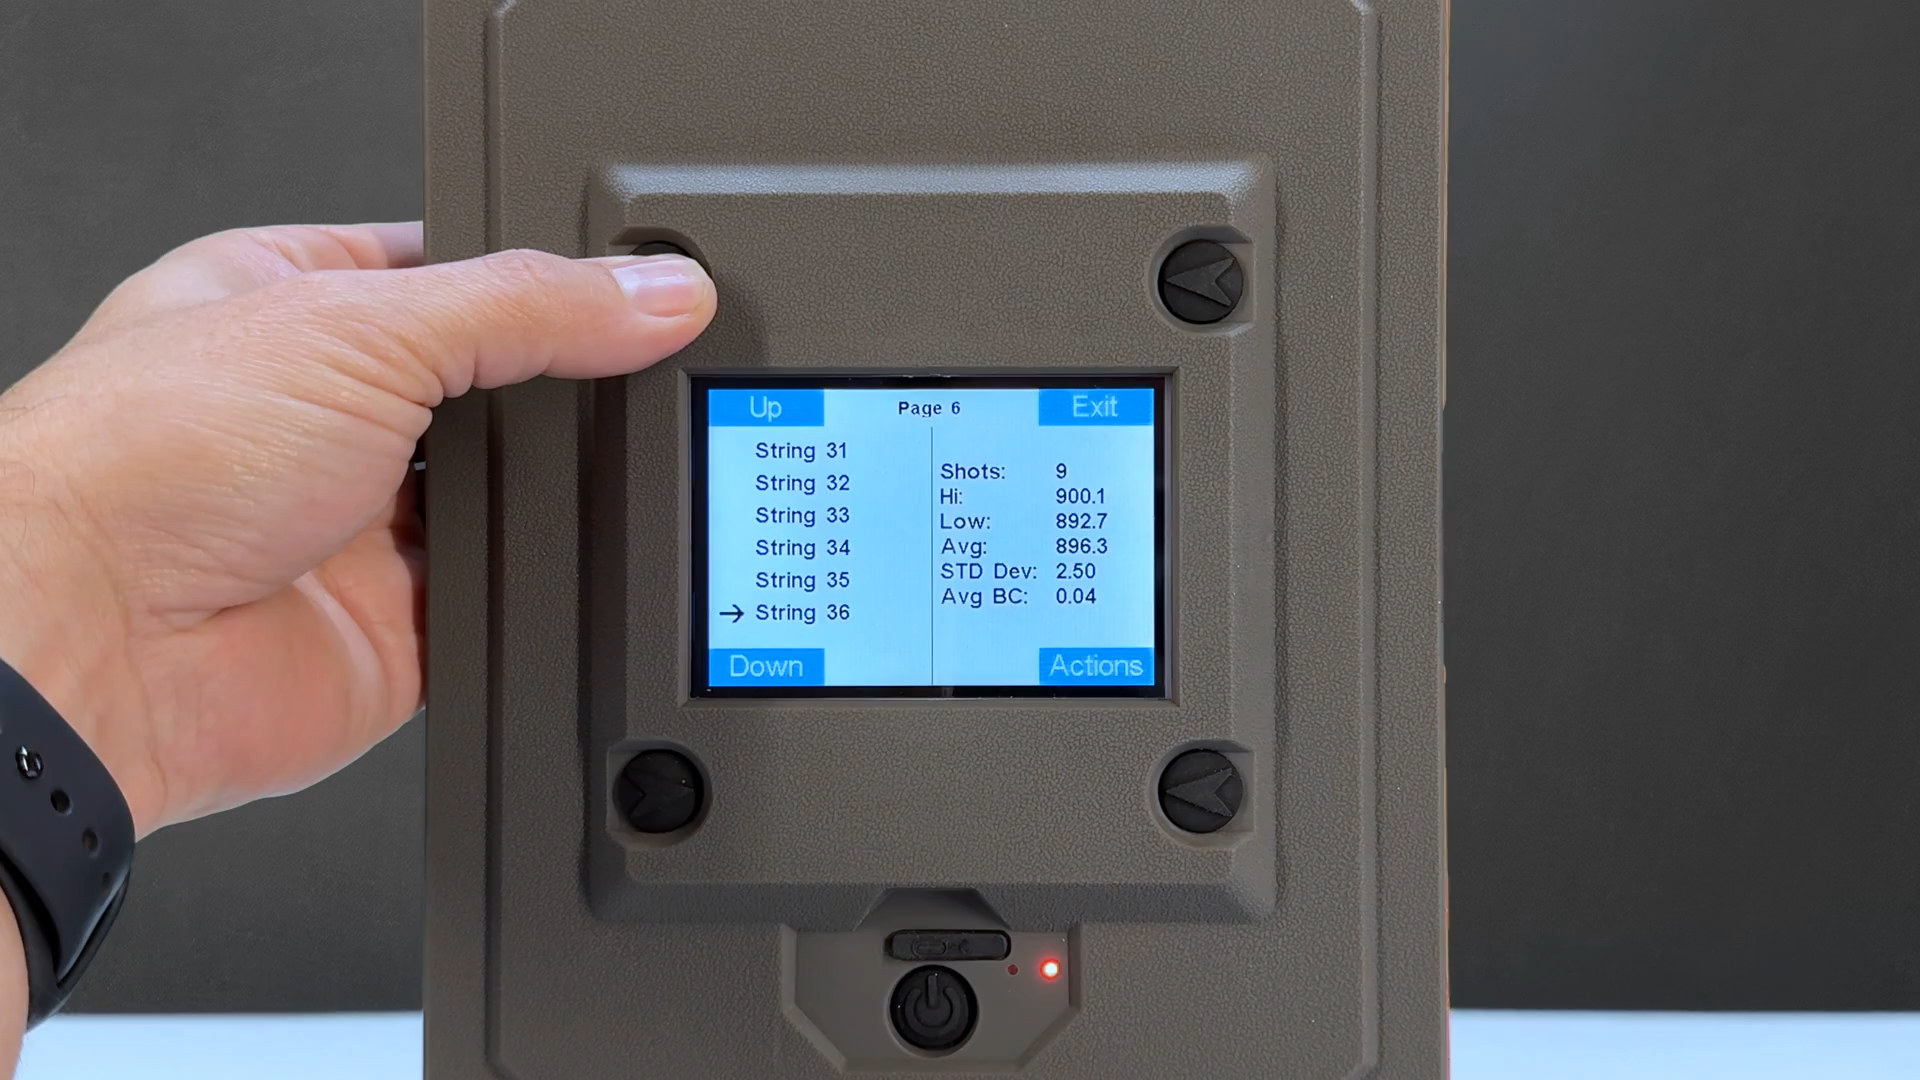 Up
Page 6
Exit
String 31
String 32
String 33
String 34
String 35
→ String 36
Shots: 9
Hi: 900.1
Low: 892.7
Avg: 896.3
STD Dev: 2.50
Avg BC: 0.04
Down
Actions